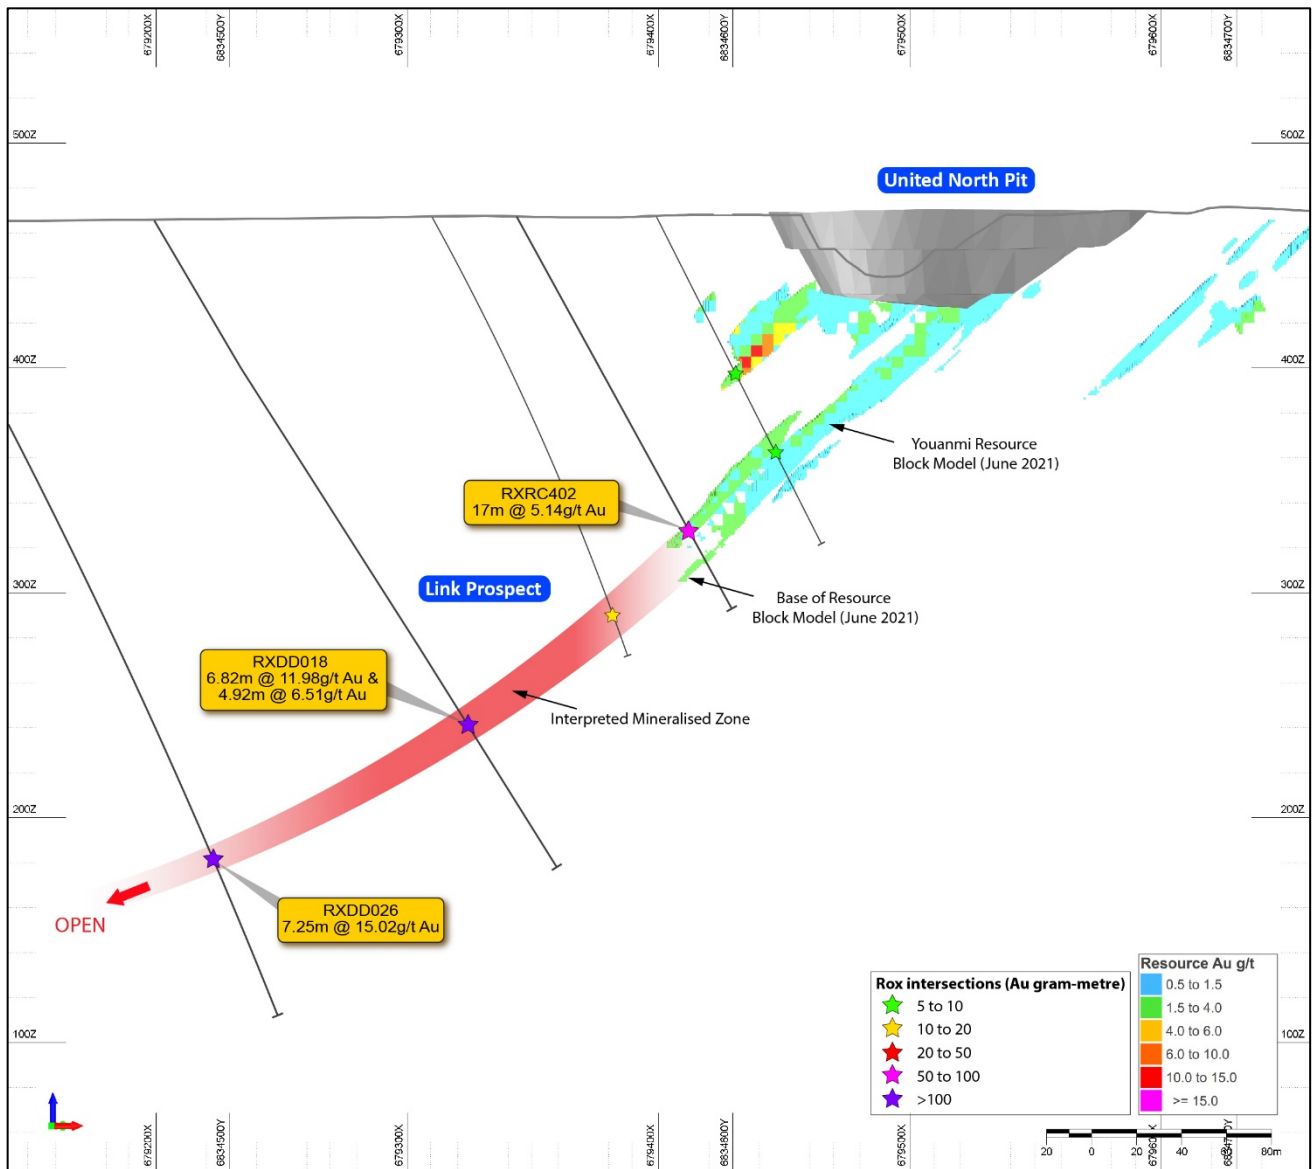 679200X
6834500Y
679300X
679400X
6834600Y
679500X
679600X
6834700Y
500Z
500Z
United North Pit
400Z
400Z
Youanmi Resource
Block Model (June 2021)
RXRC402
17m @ 5.14g/t Au
Link Prospect
300Z
300Z
Base of Resource
Block Model (June 2021)
RXDD018
6.82m @ 11.98g/t Au &
4.92m @ 6.51g/t Au
Interpreted Mineralised Zone
200Z
200Z
OPEN
RXDD026
7.25m @ 15.02g/t Au
Rox intersections (Au gram-metre)
5 to 10
10 to 20
20 to 50
50 to 100
>100
Resource Au g/t
0.5 to 1.5
1.5 to 4.0
4.0 to 6.0
6.0 to 10.0
10.0 to 15.0
>= 15.0
100Z
100Z
679200X
6834500Y
679300X
679400X
6834600Y
679500X
679600X
6834700Y
20 0 20 40 60 80m